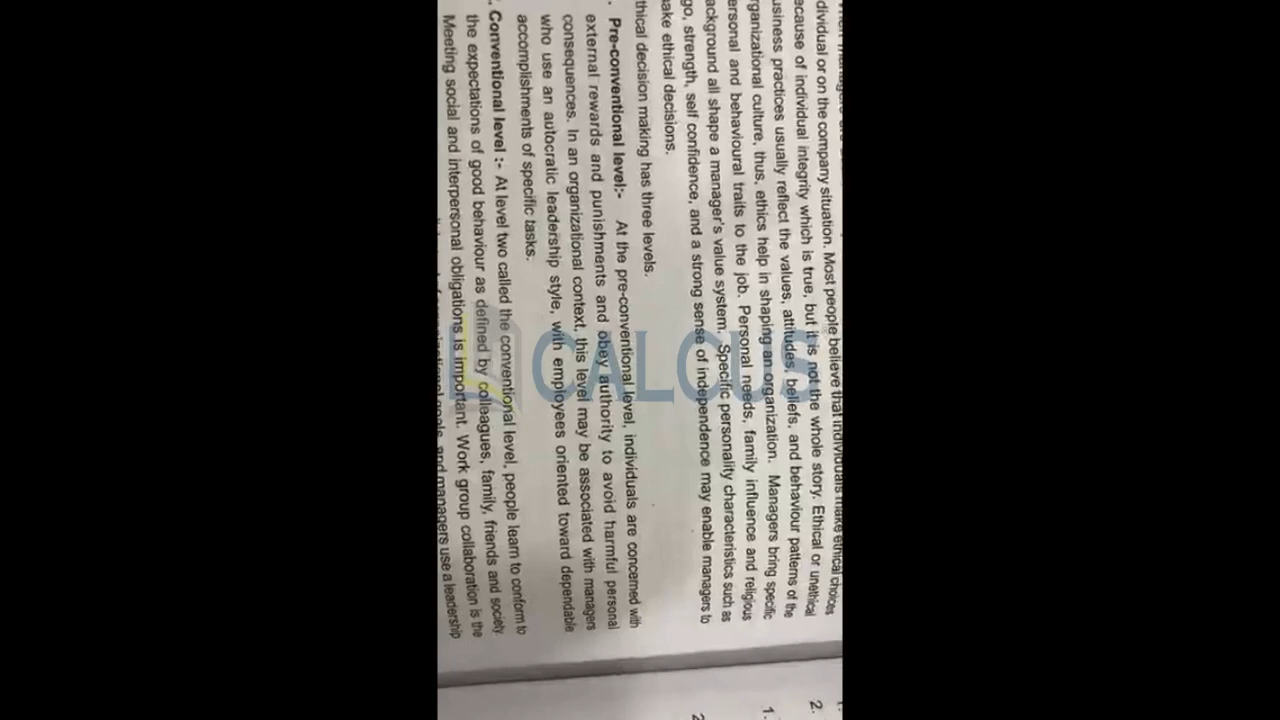 dividual or on the company situation. Most people believe that individuals make ethical choices
ecause of individual integrity which is true, but it is not the whole story. Ethical or unethical
usiness practices usually reflect the values, attitudes, beliefs, and behaviour patterns of the
rganizational culture, thus, ethics help in shaping an organization. Managers bring specific
ersonal and behavioural traits to the job. Personal needs, family influence and religious
ackground all shape a manager's value system. Specific personality characteristics such as
go, strength, self confidence, and a strong sense of independence may enable managers to
ake ethical decisions.
thical decision making has three levels.
. Pre-conventional level:- At the pre-conventional level, individuals are concerned with
external rewards and punishments and obey authority to avoid harmful personal
consequences. In an organizational context, this level may be associated with managers
who use an autocratic leadership style, with employees oriented toward dependable
accomplishments of specific tasks.
. Conventional level :- At level two called the conventional level, people learn to conform to
the expectations of good behaviour as defined by colleagues, family, friends and society.
Meeting social and interpersonal obligations is important. Work group collaboration is the
goals, and managers use a leadership
1.
2.
1.
2
CALCUS